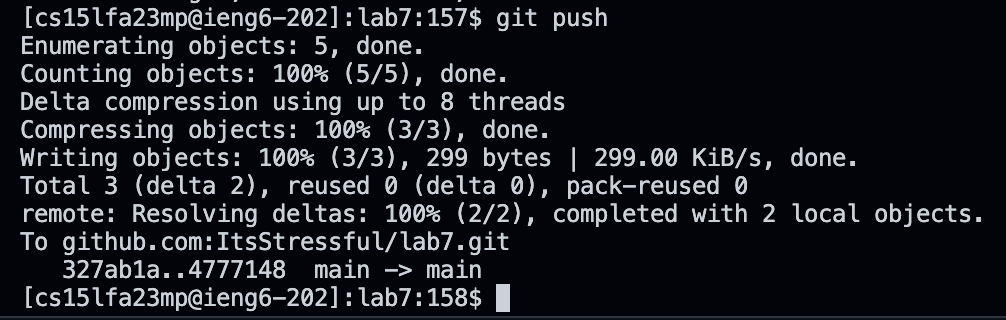 [cs15lfa23mp@ieng6-202]:lab7:157$ git push
Enumerating objects: 5, done.
Counting objects: 100% (5/5), done.
Delta compression using up to 8 threads
Compressing objects: 100% (3/3), done.
Writing objects: 100% (3/3), 299 bytes | 299.00 KiB/s, done.
Total 3 (delta 2), reused 0 (delta 0), pack-reused 0
remote: Resolving deltas: 100% (2/2), completed with 2 local objects.
To github.com:ItsStressful/lab7.git
   327ab1a..4777148  main -> main
[cs15lfa23mp@ieng6-202]:lab7:158$